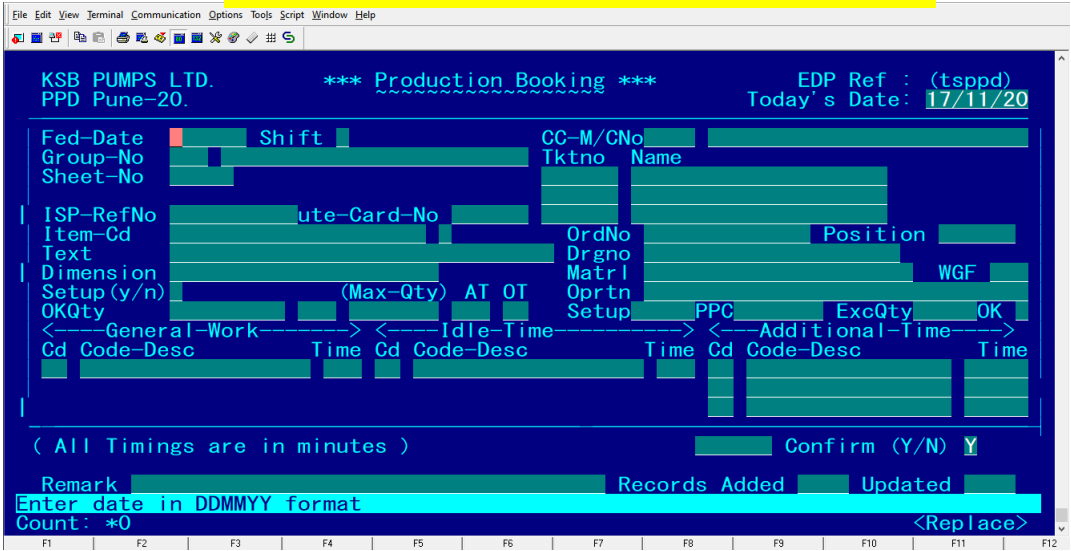 File Edit View Terminal Communication Options Tools Script Window Help
KSB PUMPS LTD. *** Production Booking *** EDP Ref : (tsppd)
PPD Pune-20. ~~~~~~~~~~~~~~~~~~ Today's Date: 17/11/20
Fed-Date Shift CC-M/CNo
Group-No Tktno Name
Sheet-No
ISP-RefNo ute-Card-No
Item-Cd OrdNo Position
Text Drgno
Dimension Matrl WGF
Setup(y/n) (Max-Qty) AT OT Oprtn
OKQty Setup PPC ExcQty OK
<----General-Work-------> <----Idle-Time-----------> <---Additional-Time---->
Cd Code-Desc Time Cd Code-Desc Time Cd Code-Desc Time
( All Timings are in minutes ) Confirm (Y/N) Y
Remark Records Added Updated
Enter date in DDMMYY format
Count: *0 <Replace>
F1 F2 F3 F4 F5 F6 F7 F8 F9 F10 F11 F12